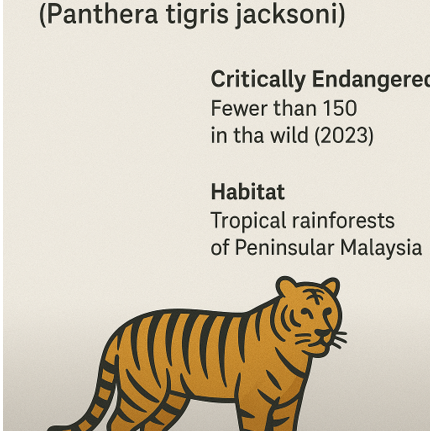 (Panthera tigris jacksoni)
Critically Endangered
Fewer than 150
in tha wild (2023)
Habitat
Tropical rainforests
of Peninsular Malaysia